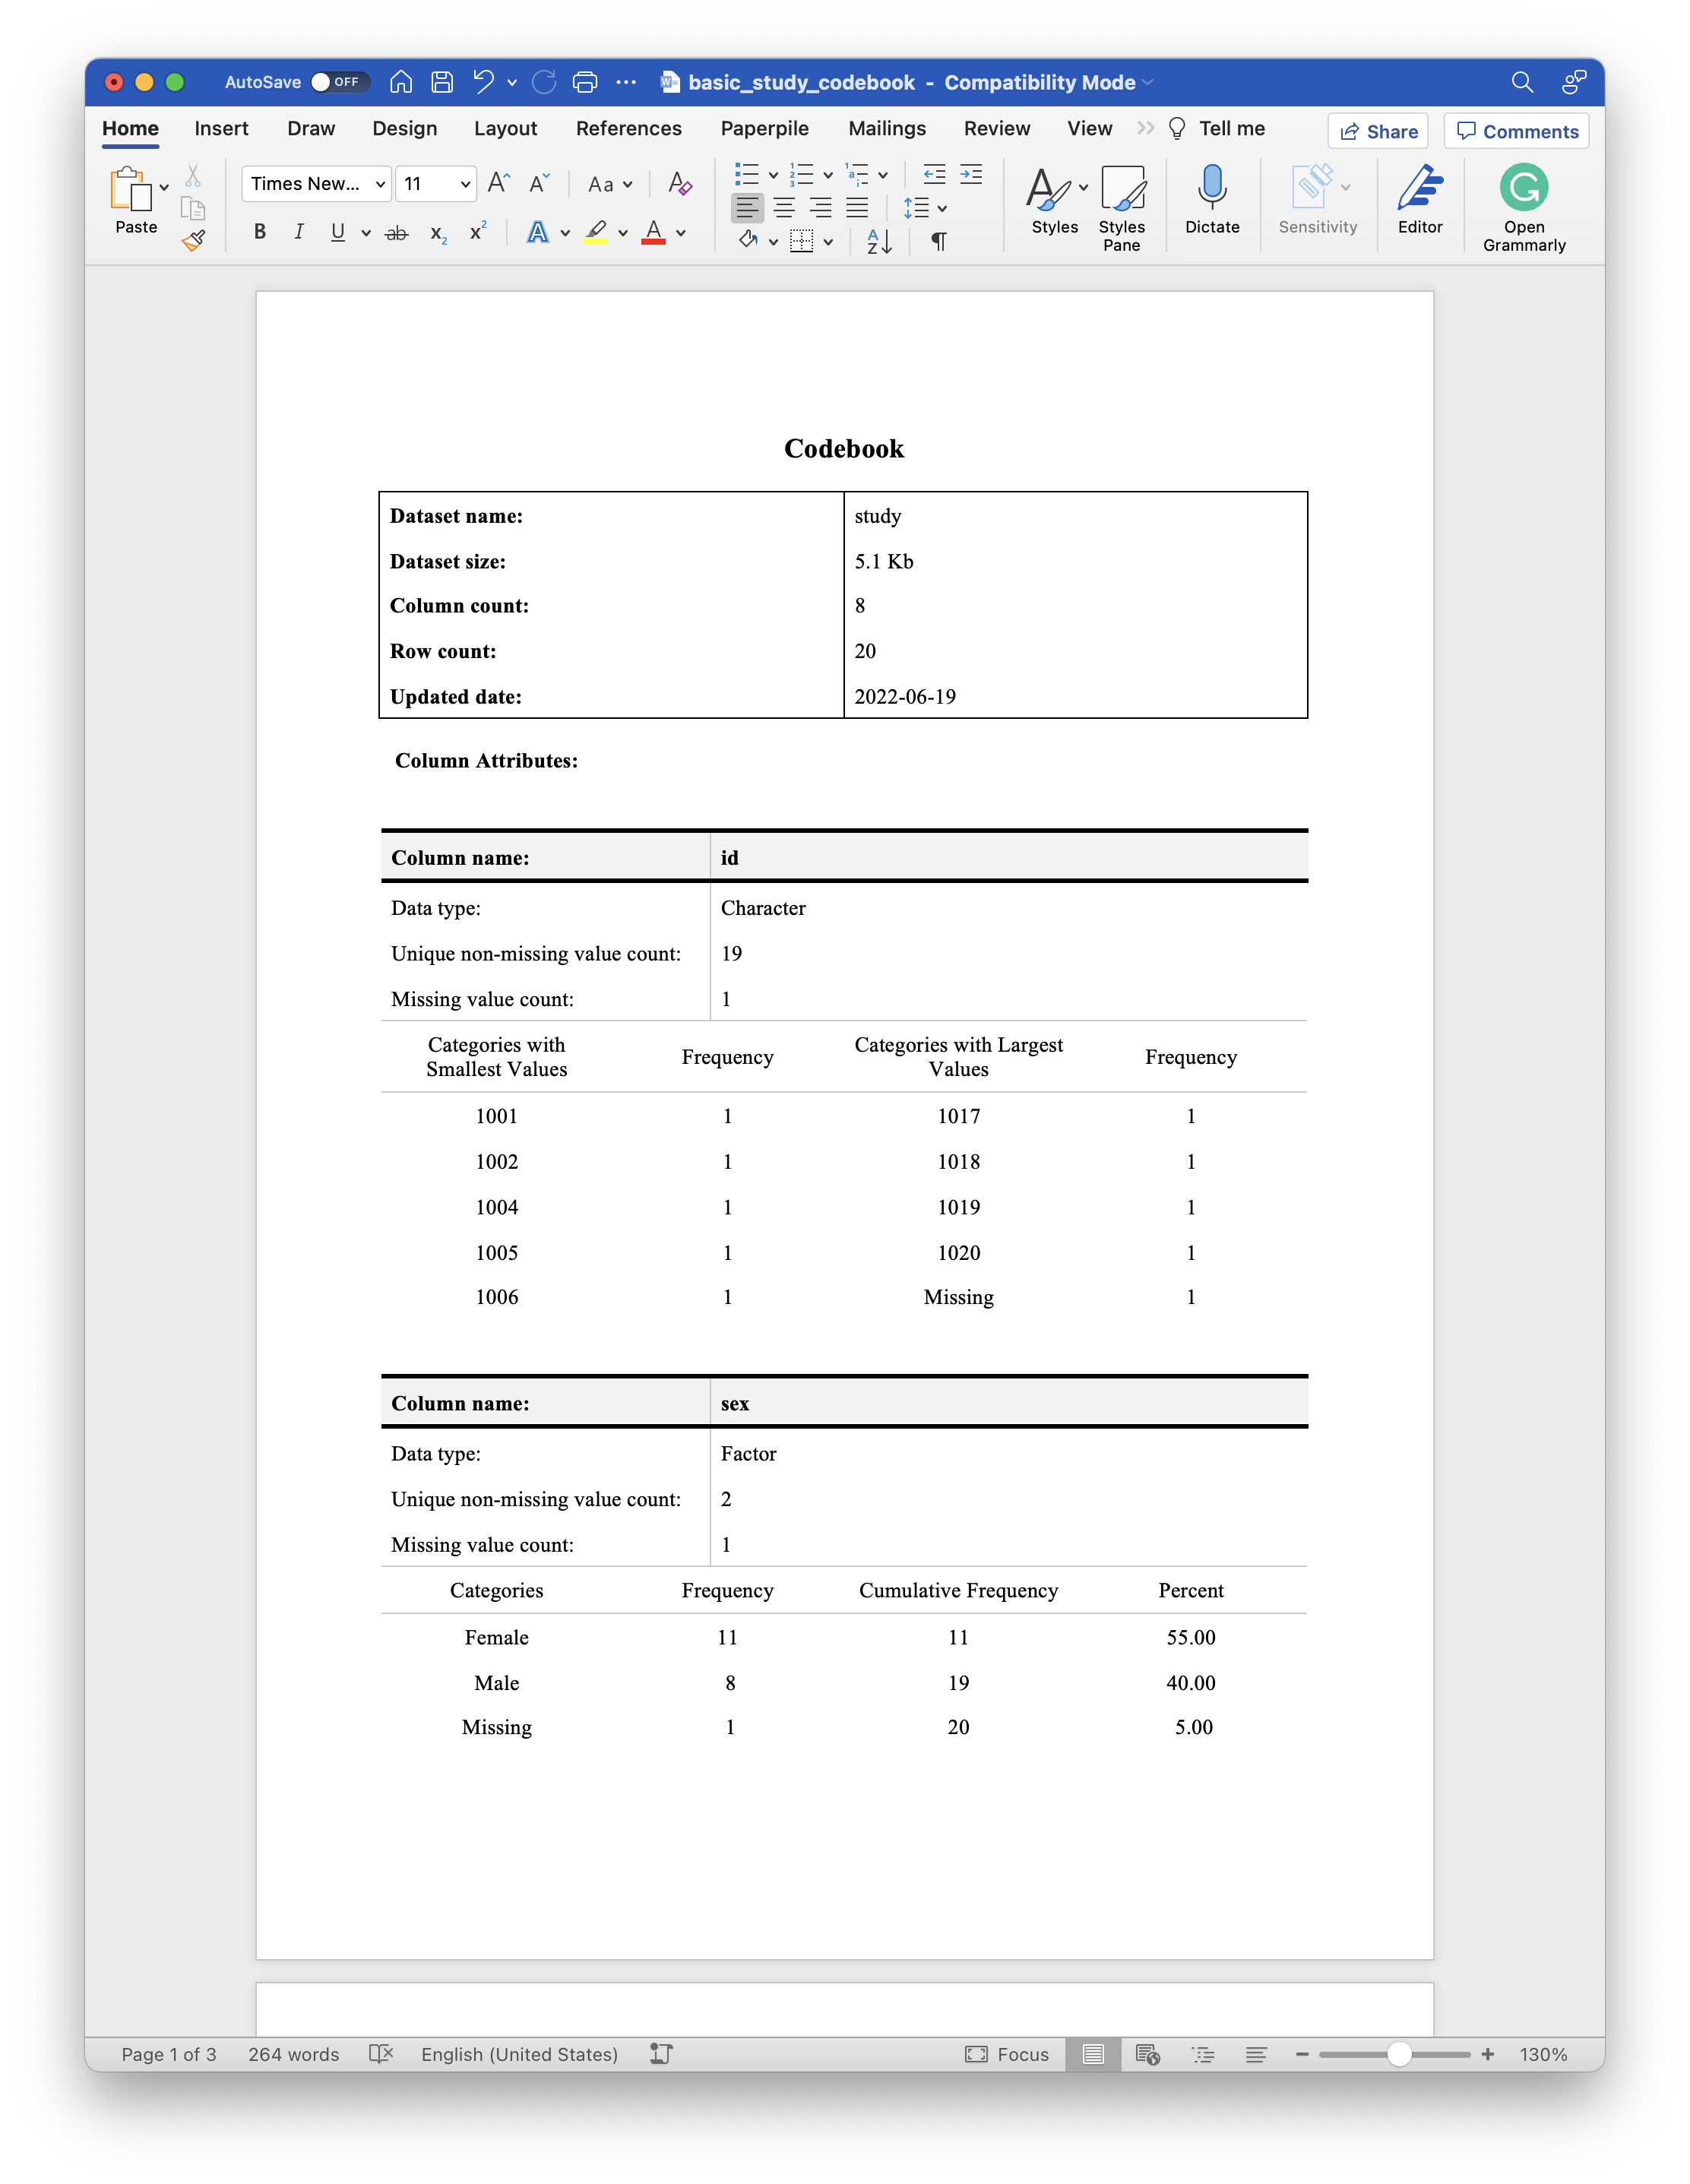 AutoSave OFF basic_study_codebook - Compatibility Mode
Home Insert Draw Design Layout References Paperpile Mailings Review View Tell me Share Comments
Paste Times New... 11 Aa Styles Styles Pane Dictate Sensitivity Editor Open Grammarly
B I U ab x₂ x² A A
Codebook
Dataset name: study
Dataset size: 5.1 Kb
Column count: 8
Row count: 20
Updated date: 2022-06-19
Column Attributes:
Column name: id
Data type: Character
Unique non-missing value count: 19
Missing value count: 1
Categories with Smallest Values Frequency Categories with Largest Values Frequency
1001 1 1017 1
1002 1 1018 1
1004 1 1019 1
1005 1 1020 1
1006 1 Missing 1
Column name: sex
Data type: Factor
Unique non-missing value count: 2
Missing value count: 1
Categories Frequency Cumulative Frequency Percent
Female 11 11 55.00
Male 8 19 40.00
Missing 1 20 5.00
Page 1 of 3 264 words English (United States) Focus 130%